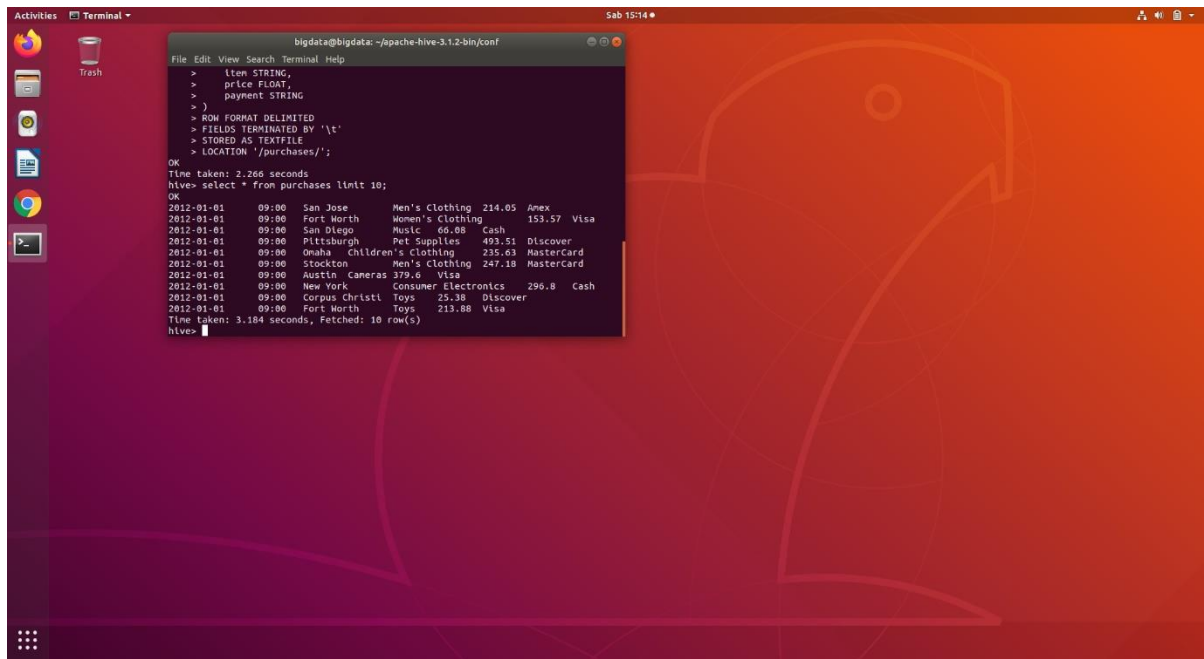 Activities Terminal Sab 15:14
Trash
bigdata@bigdata: ~/apache-hive-3.1.2-bin/conf
File Edit View Search Terminal Help
> item STRING,
> price FLOAT,
> payment STRING
> )
> ROW FORMAT DELIMITED
> FIELDS TERMINATED BY '\t'
> STORED AS TEXTFILE
> LOCATION '/purchases/';
OK
Time taken: 2.266 seconds
hive> select * from purchases limit 10;
OK
2012-01-01 09:00 San Jose Men's Clothing 214.05 Amex
2012-01-01 09:00 Fort Worth Women's Clothing 153.57 Visa
2012-01-01 09:00 San Diego Music 66.08 Cash
2012-01-01 09:00 Pittsburgh Pet Supplies 493.51 Discover
2012-01-01 09:00 Omaha Children's Clothing 235.63 MasterCard
2012-01-01 09:00 Stockton Men's Clothing 247.18 MasterCard
2012-01-01 09:00 Austin Cameras 379.6 Visa
2012-01-01 09:00 New York Consumer Electronics 296.8 Cash
2012-01-01 09:00 Corpus Christi Toys 25.38 Discover
2012-01-01 09:00 Fort Worth Toys 213.88 Visa
Time taken: 3.184 seconds, Fetched: 10 row(s)
hive>